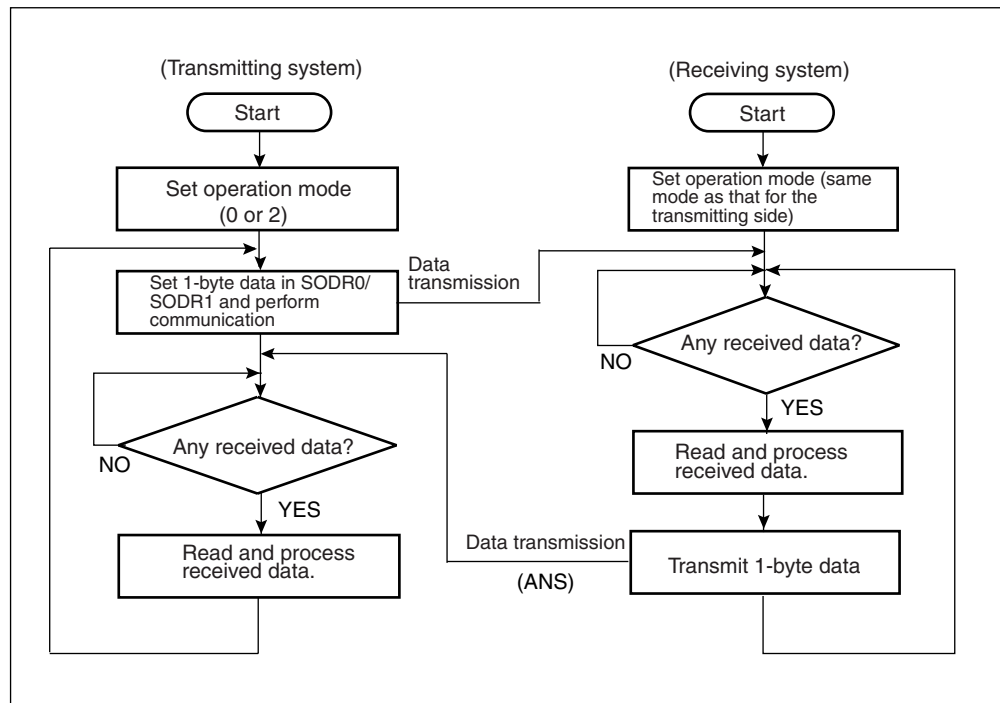 (Transmitting system)
Start
Set operation mode
(0 or 2)
Set 1-byte data in SODR0/
SODR1 and perform
communication
Data
transmission
Any received data?
NO
YES
Read and process
received data.
(Receiving system)
Start
Set operation mode (same
mode as that for the
transmitting side)
Any received data?
NO
YES
Read and process
received data.
Transmit 1-byte data
Data transmission
(ANS)